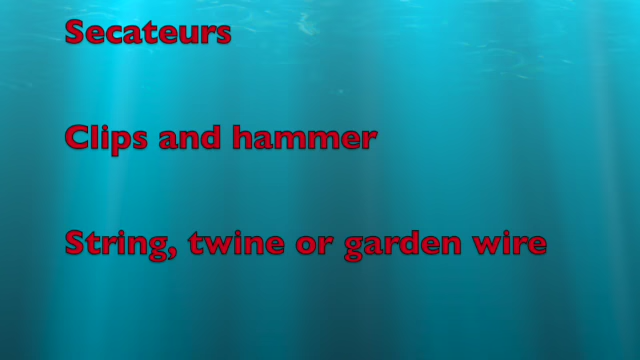 Secateurs
Clips and hammer
String, twine or garden wire